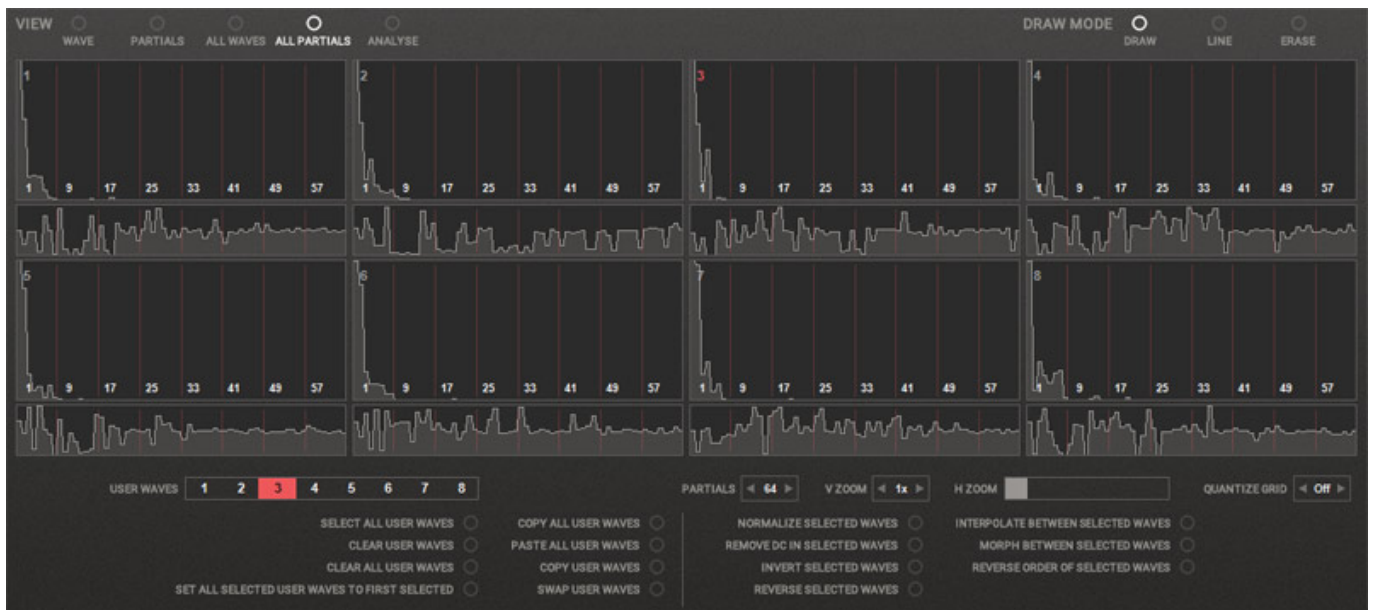 VIEW WAVE PARTIALS ALL WAVES ALL PARTIALS ANALYSE DRAW MODE DRAW LINE ERASE
1 2 3 4
1 9 17 25 33 41 49 57 1 9 17 25 33 41 49 57 1 9 17 25 33 41 49 57 1 9 17 25 33 41 49 57
5 6 7 8
1 9 17 25 33 41 49 57 1 9 17 25 33 41 49 57 1 9 17 25 33 41 49 57 1 9 17 25 33 41 49 57
USER WAVES 1 2 3 4 5 6 7 8 PARTIALS 64 V ZOOM 1x H ZOOM QUANTIZE GRID Off
SELECT ALL USER WAVES COPY ALL USER WAVES NORMALIZE SELECTED WAVES INTERPOLATE BETWEEN SELECTED WAVES
CLEAR USER WAVES PASTE ALL USER WAVES REMOVE DC IN SELECTED WAVES MORPH BETWEEN SELECTED WAVES
CLEAR ALL USER WAVES COPY USER WAVES INVERT SELECTED WAVES REVERSE ORDER OF SELECTED WAVES
SET ALL SELECTED USER WAVES TO FIRST SELECTED SWAP USER WAVES REVERSE SELECTED WAVES